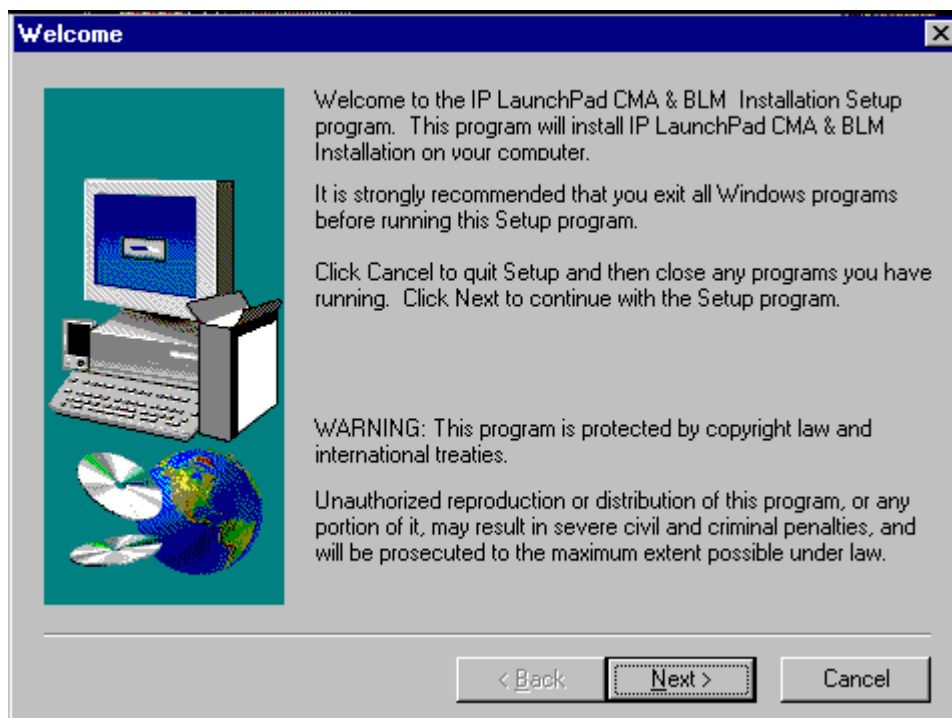 Welcome
Welcome to the IP LaunchPad CMA & BLM  Installation Setup
program.  This program will install IP LaunchPad CMA & BLM
Installation on your computer.
It is strongly recommended that you exit all Windows programs
before running this Setup program.
Click Cancel to quit Setup and then close any programs you have
running.  Click Next to continue with the Setup program.
WARNING: This program is protected by copyright law and
international treaties.
Unauthorized reproduction or distribution of this program, or any
portion of it, may result in severe civil and criminal penalties, and
will be prosecuted to the maximum extent possible under law.
< Back
Next >
Cancel